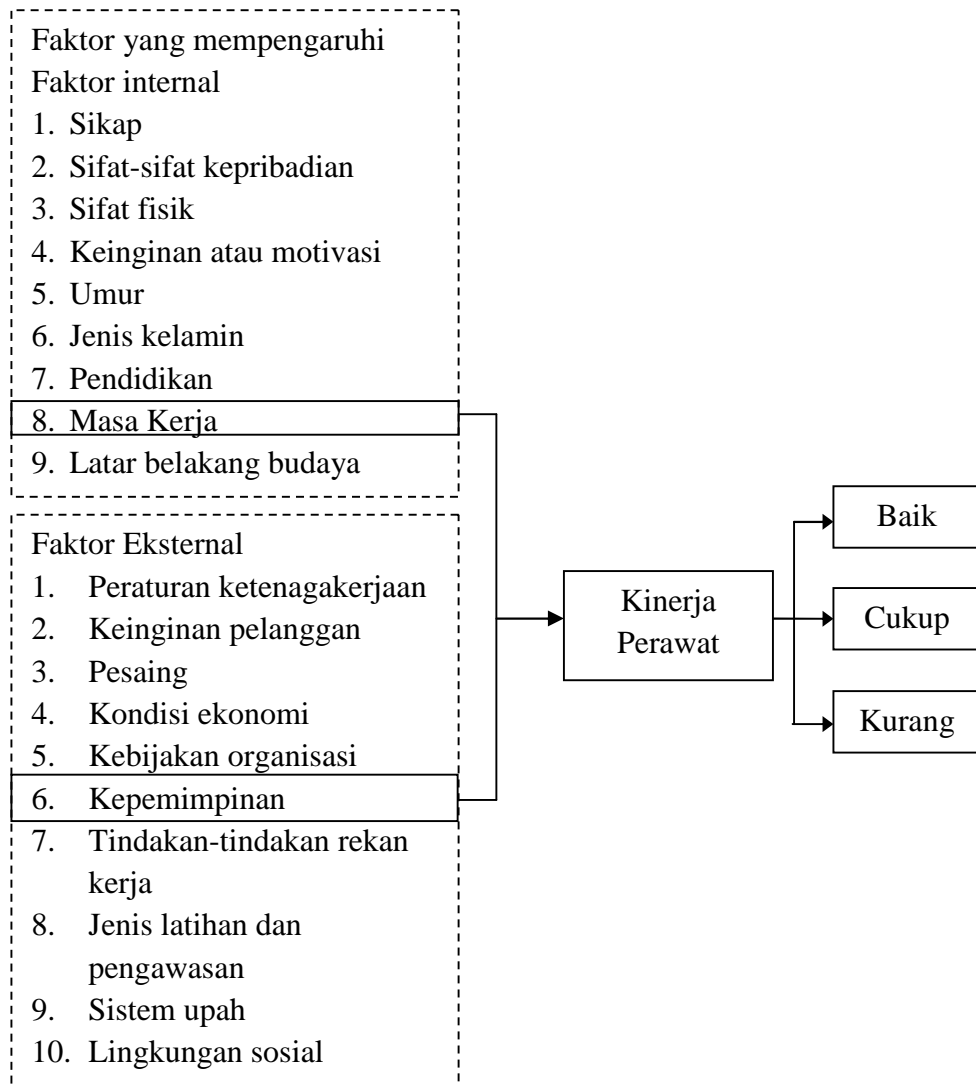 Faktor yang mempengaruhi
Faktor internal
1. Sikap
2. Sifat-sifat kepribadian
3. Sifat fisik
4. Keinginan atau motivasi
5. Umur
6. Jenis kelamin
7. Pendidikan
8. Masa Kerja
9. Latar belakang budaya
Faktor Eksternal
1. Peraturan ketenagakerjaan
2. Keinginan pelanggan
3. Pesaing
4. Kondisi ekonomi
5. Kebijakan organisasi
6. Kepemimpinan
7. Tindakan-tindakan rekan
kerja
8. Jenis latihan dan
pengawasan
9. Sistem upah
10. Lingkungan sosial
Kinerja
Perawat
Baik
Cukup
Kurang